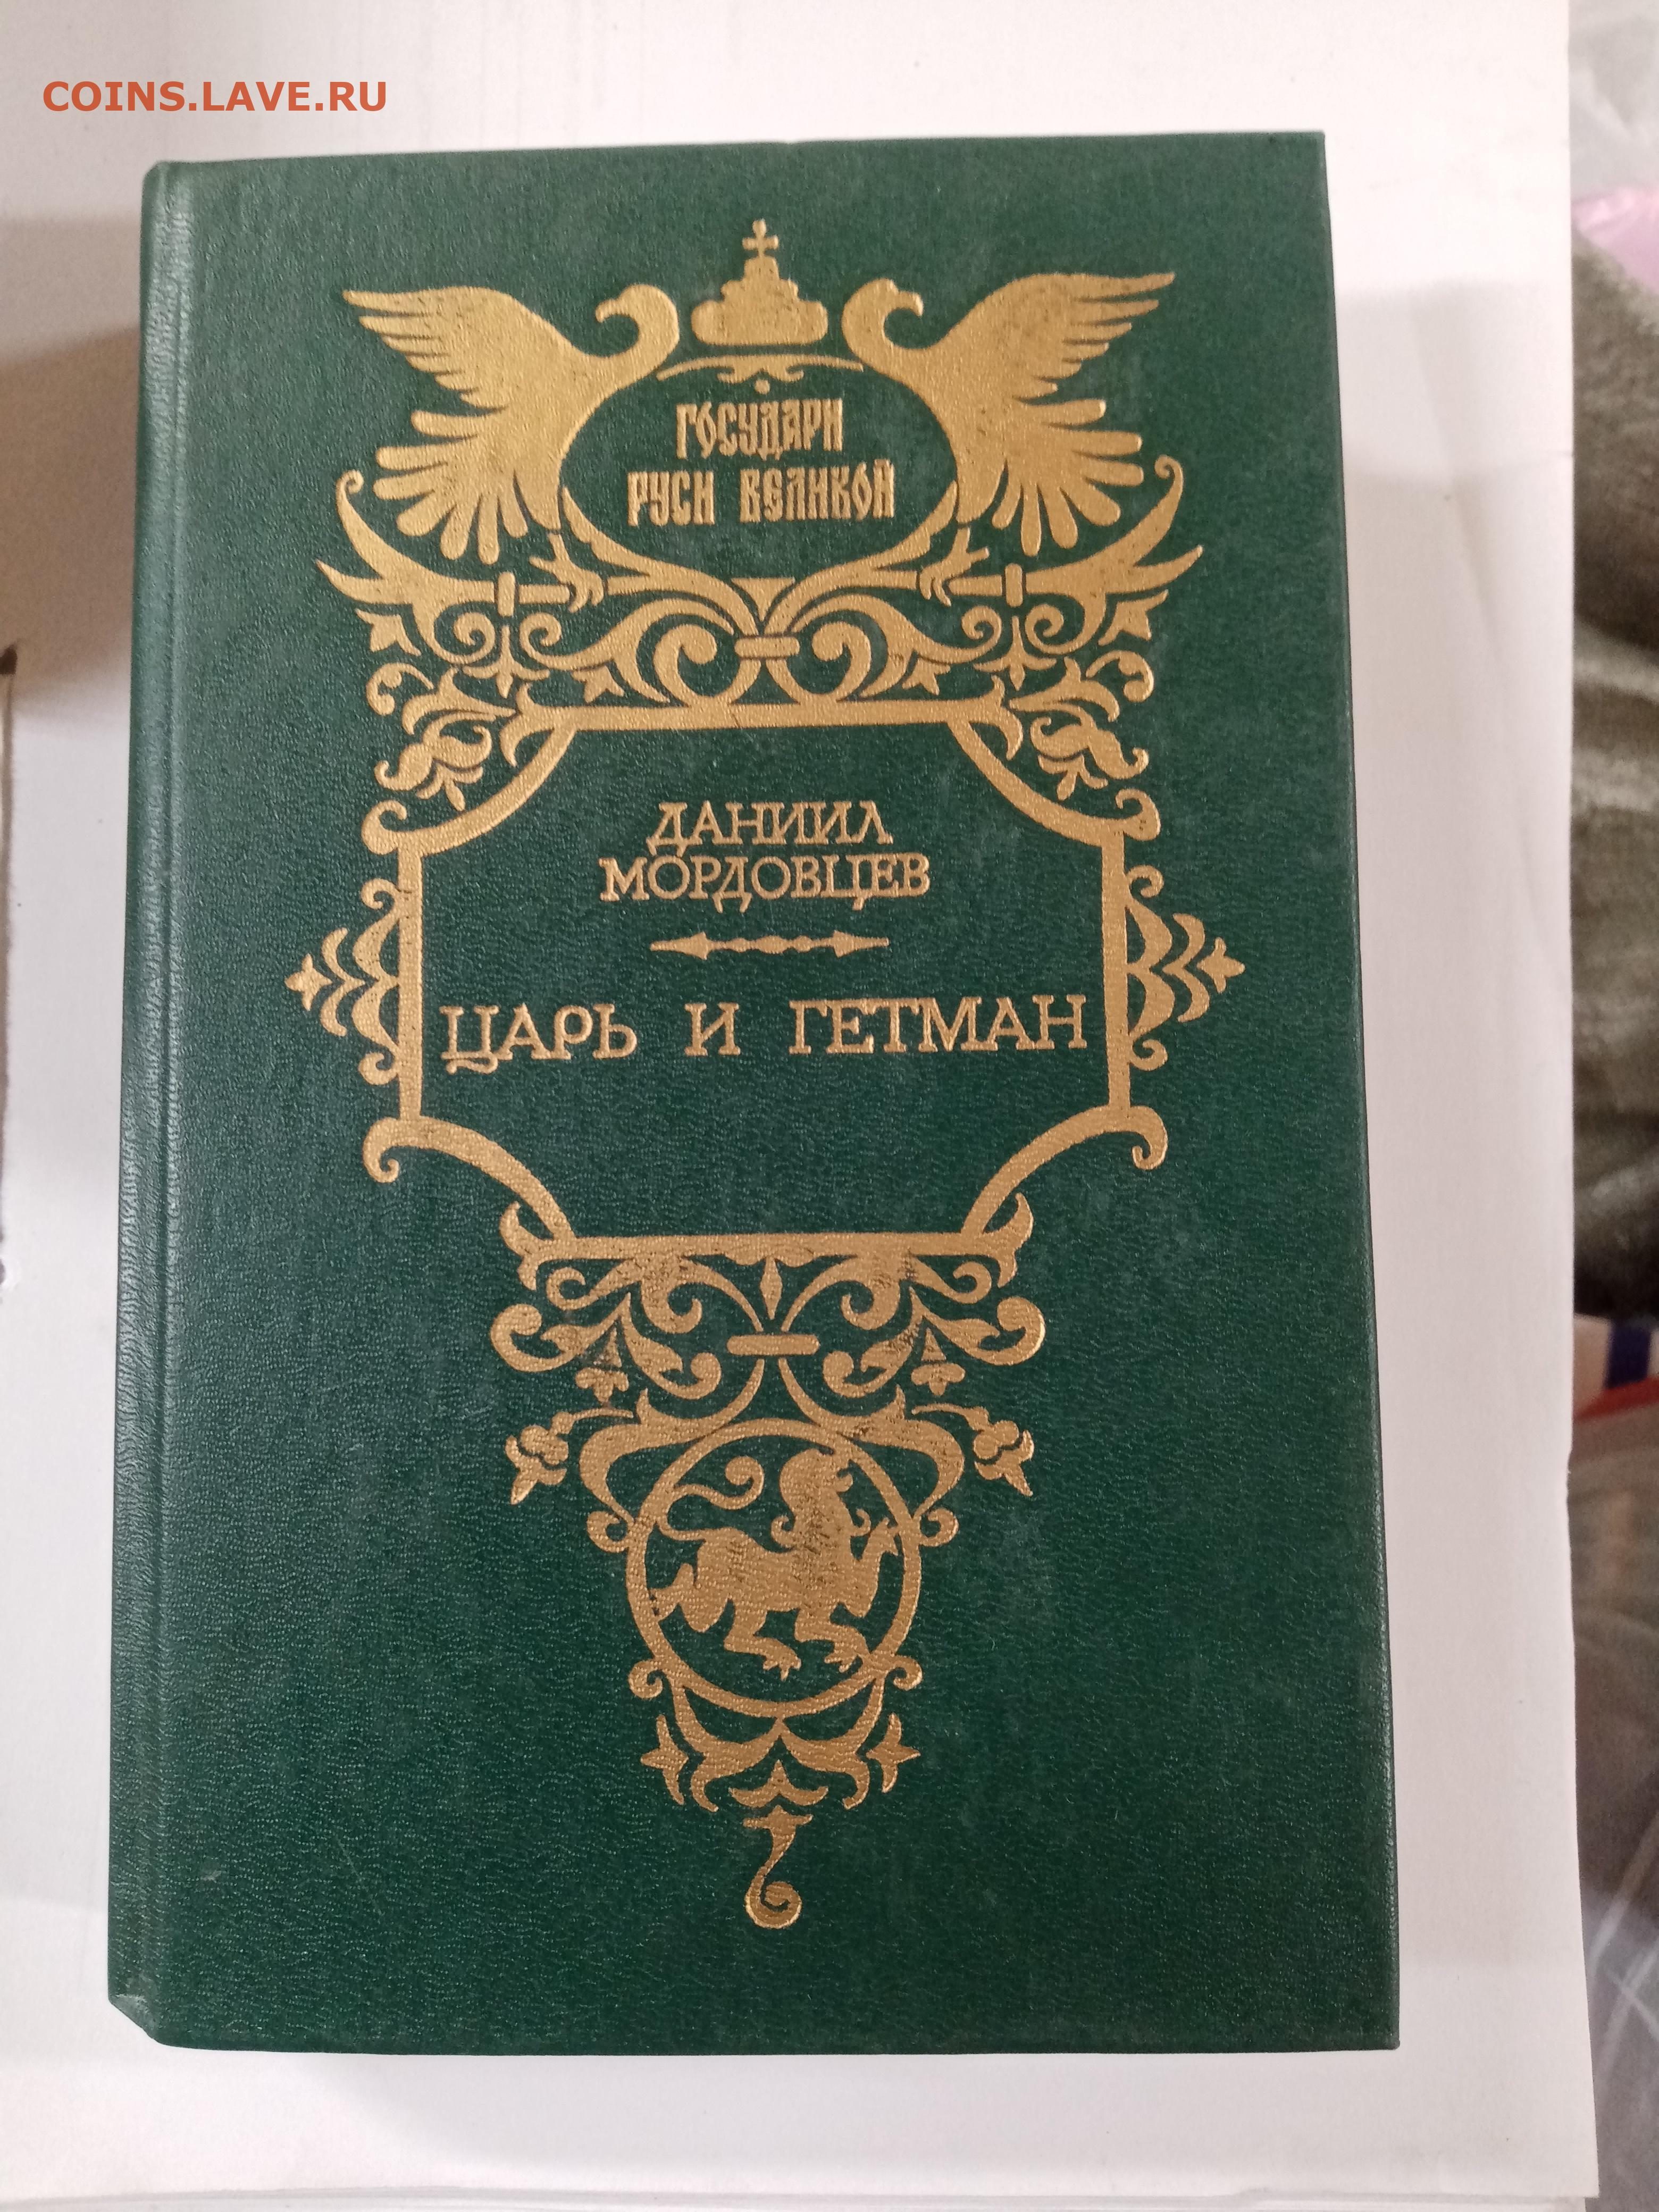 COINS.LAVE.RU
ГОСУДАРИ
РУСИ ВЕЛИКОЙ
ДАНИИЛ
МОРДОВЦЕВ
ЦАРЬ И ГЕТМАН